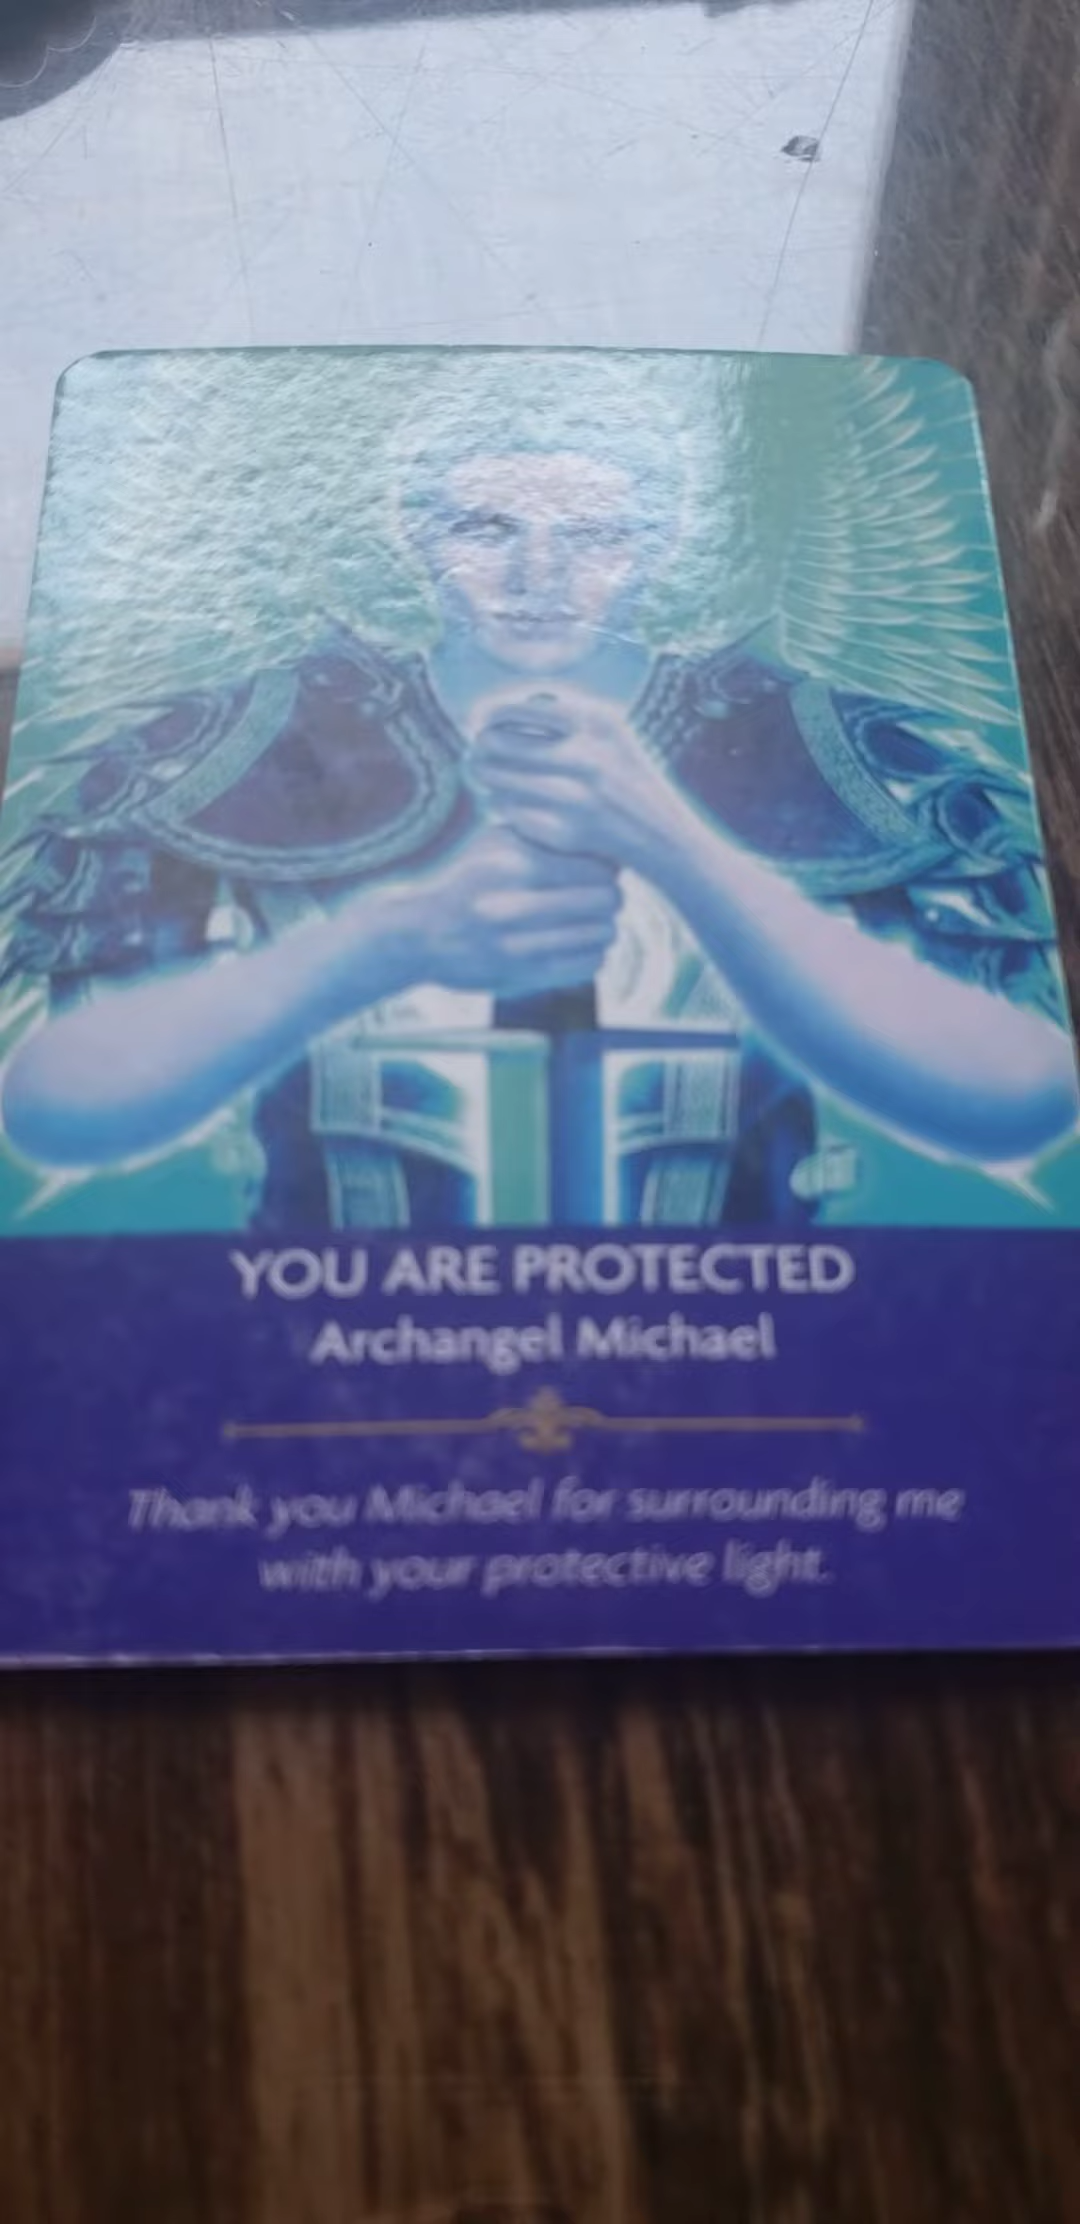 YOU ARE PROTECTED
Archangel Michael
Thank you Michael for surrounding me
with your protective light.